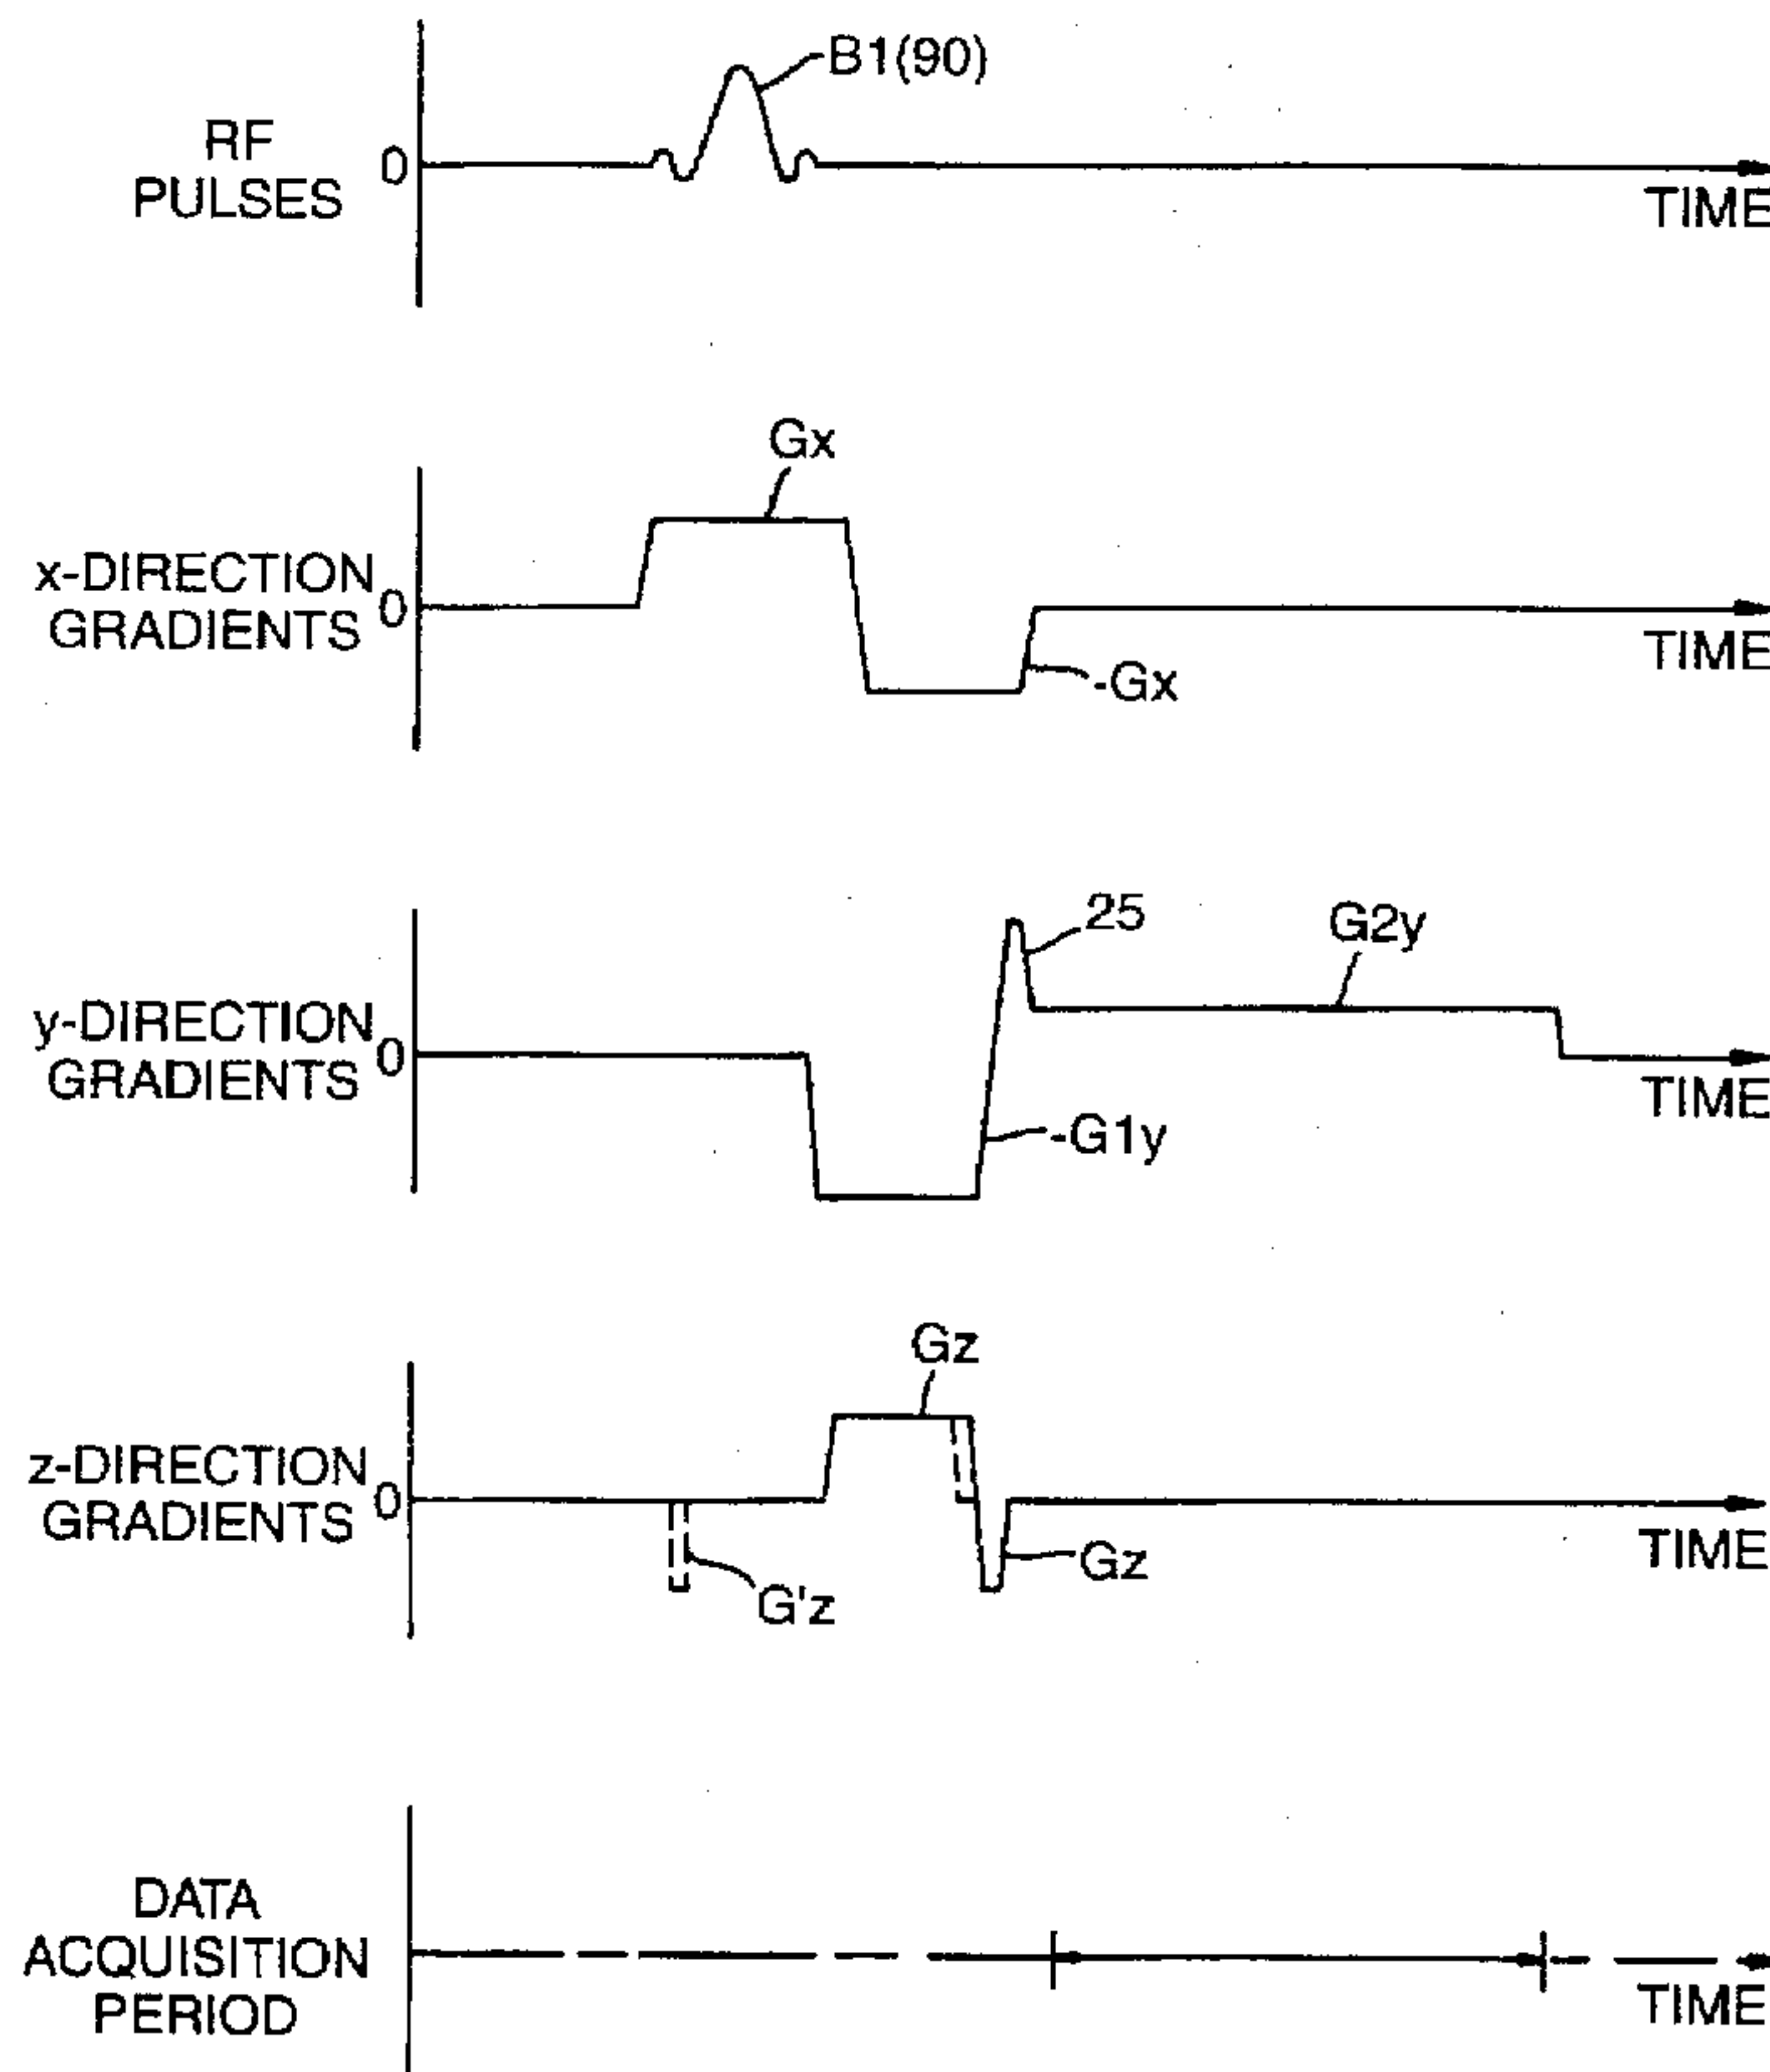 B1(90)
RF
PULSES
0
TIME
Gx
x-DIRECTION
GRADIENTS
0
TIME
-Gx
25
G2y
y-DIRECTION
GRADIENTS
0
TIME
-G1y
Gz
z-DIRECTION
GRADIENTS
0
TIME
Gz
G'z
DATA
ACQUISITION
PERIOD
TIME